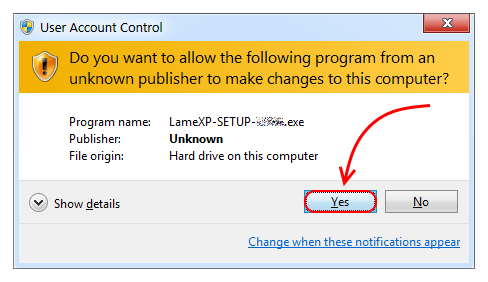 User Account Control
Do you want to allow the following program from an
unknown publisher to make changes to this computer?
Program name: LameXP-SETUP- .exe
Publisher: Unknown
File origin: Hard drive on this computer
Show details
Yes
No
Change when these notifications appear